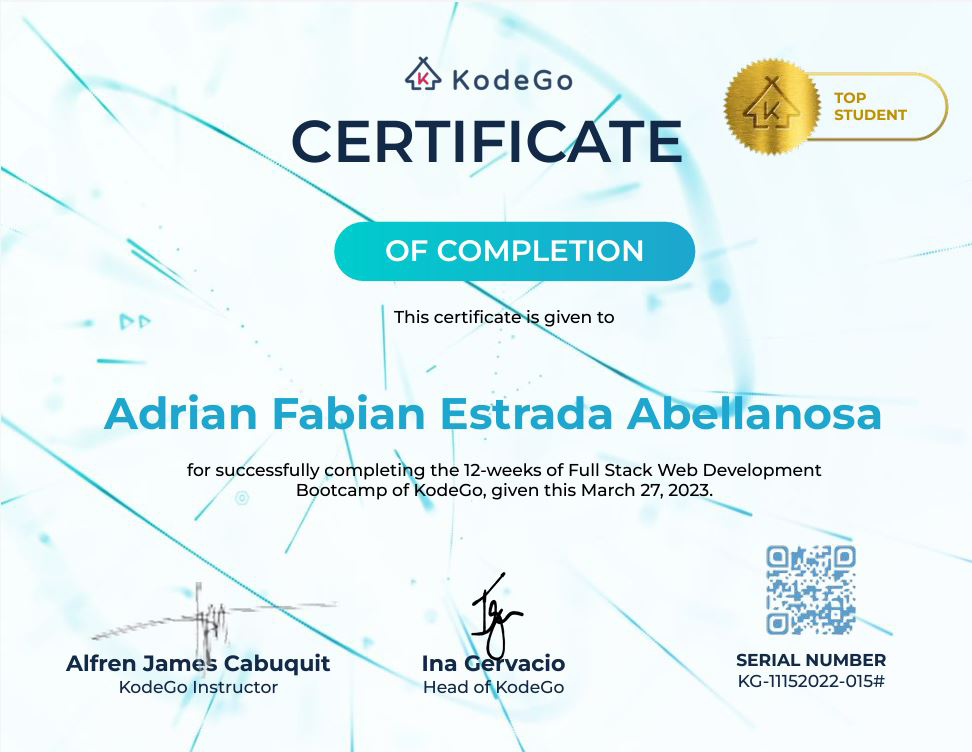 KodeGo
CERTIFICATE
TOP
STUDENT
OF COMPLETION
This certificate is given to
Adrian Fabian Estrada Abellanosa
for successfully completing the 12-weeks of Full Stack Web Development
Bootcamp of KodeGo, given this March 27, 2023.
Alfren James Cabuquit
KodeGo Instructor
Ina Gervacio
Head of KodeGo
SERIAL NUMBER
KG-11152022-015#